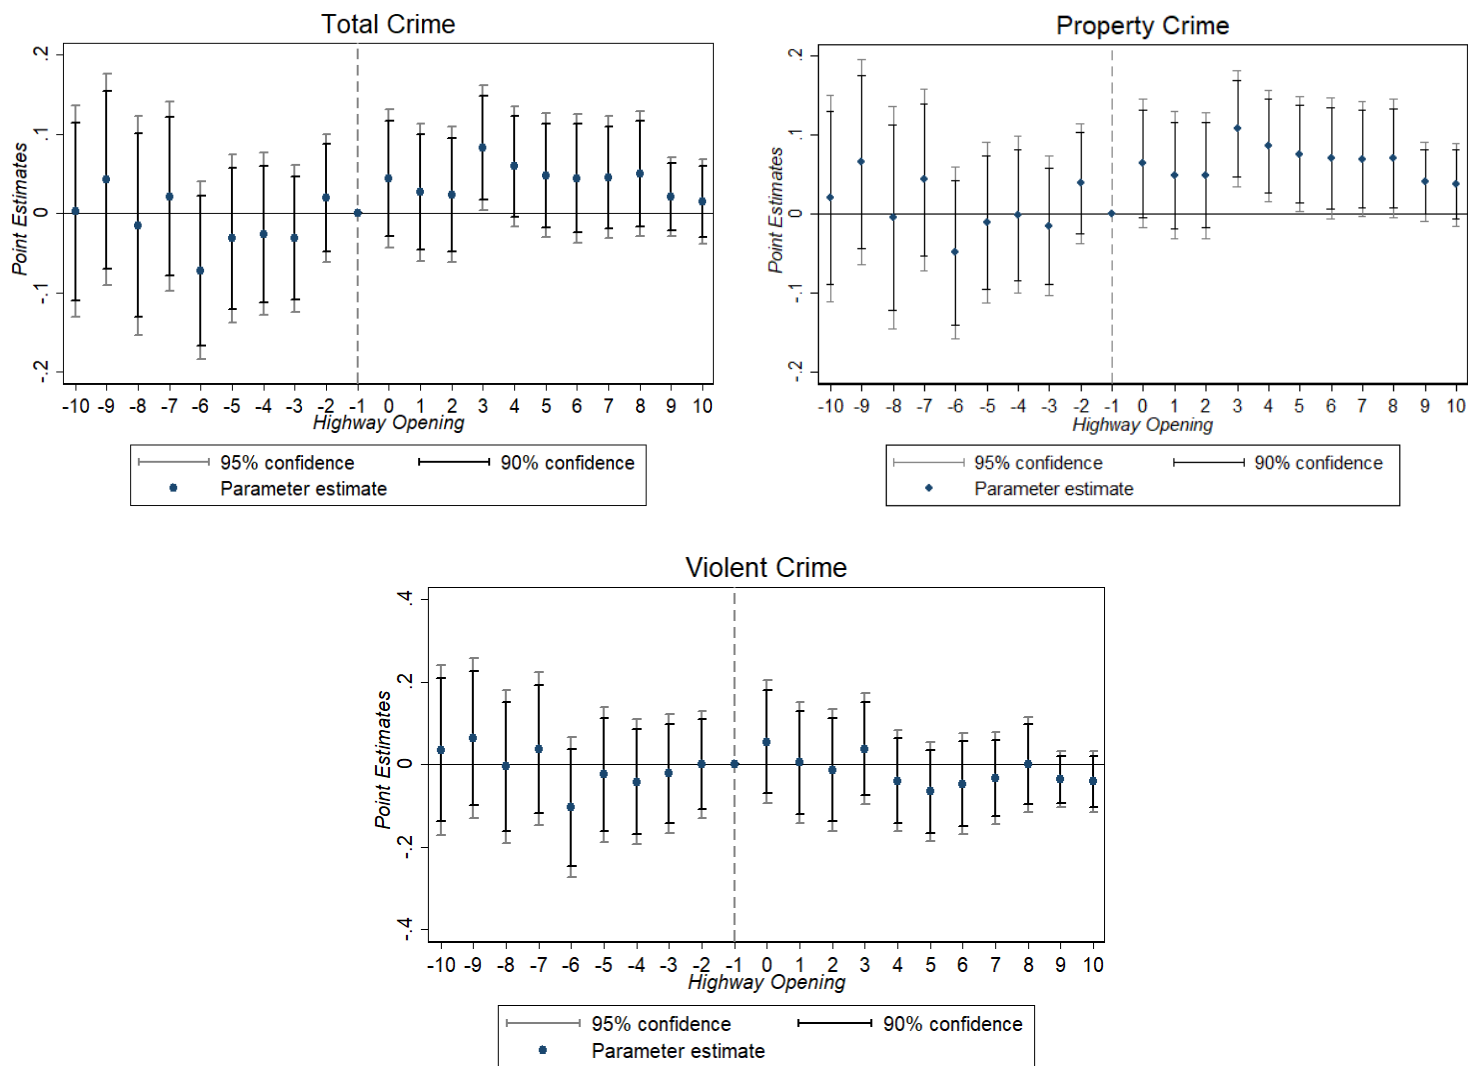 Total Crime
Point Estimates
.2
.1
0
-.1
-.2
-10 -9 -8 -7 -6 -5 -4 -3 -2 -1 0 1 2 3 4 5 6 7 8 9 10
Highway Opening
95% confidence 90% confidence
Parameter estimate
Property Crime
Point Estimates
.2
.1
0
-.1
-.2
-10 -9 -8 -7 -6 -5 -4 -3 -2 -1 0 1 2 3 4 5 6 7 8 9 10
Highway Opening
95% confidence 90% confidence
Parameter estimate
Violent Crime
Point Estimates
.4
.2
0
-.2
-.4
-10 -9 -8 -7 -6 -5 -4 -3 -2 -1 0 1 2 3 4 5 6 7 8 9 10
Highway Opening
95% confidence 90% confidence
Parameter estimate